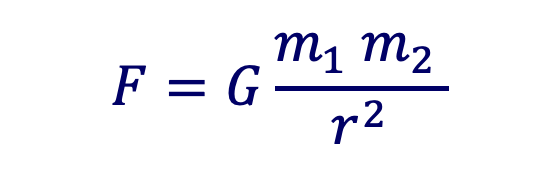 F = G m₁ m₂ / r²